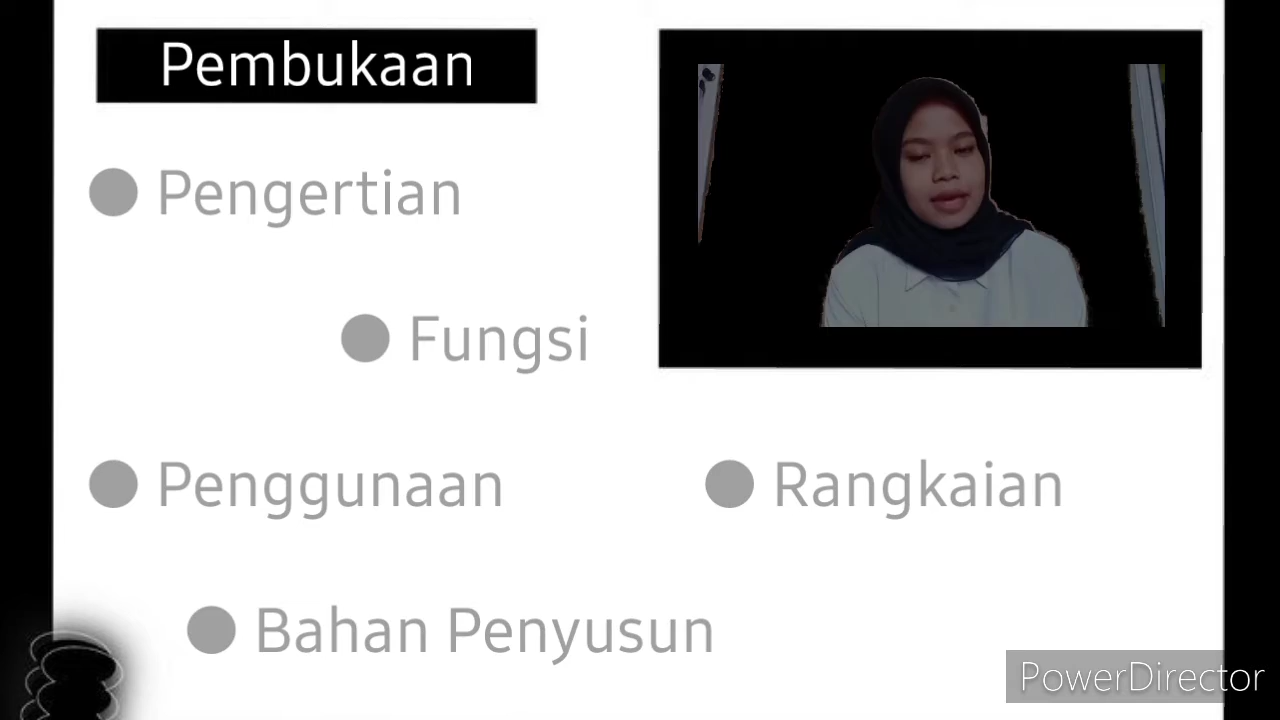 Pembukaan
Pengertian
Fungsi
Penggunaan
Rangkaian
Bahan Penyusun
PowerDirector